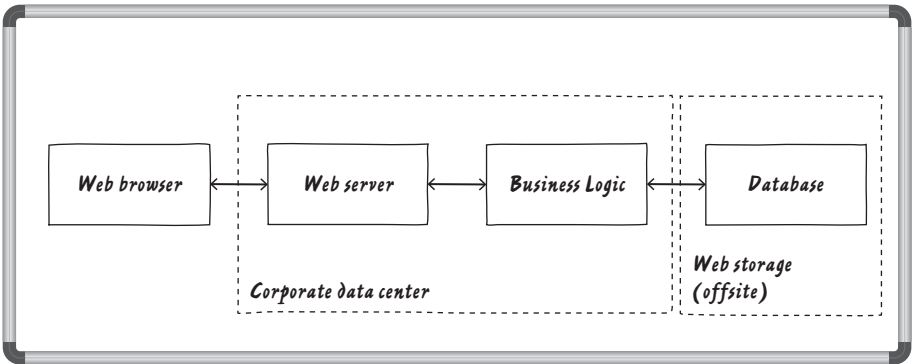 Web browser
Web server
Business Logic
Database
Corporate data center
Web storage
(offsite)